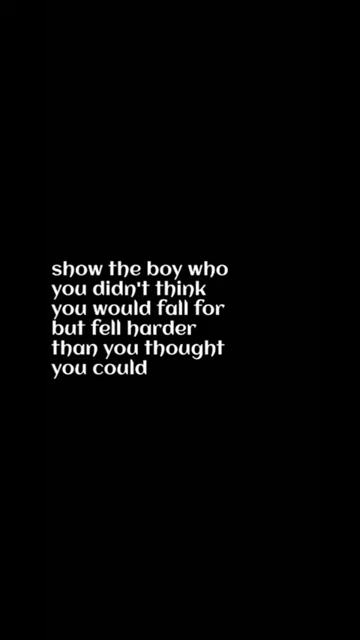 show the boy who
you didn't think
you would fall for
but fell harder
than you thought
you could